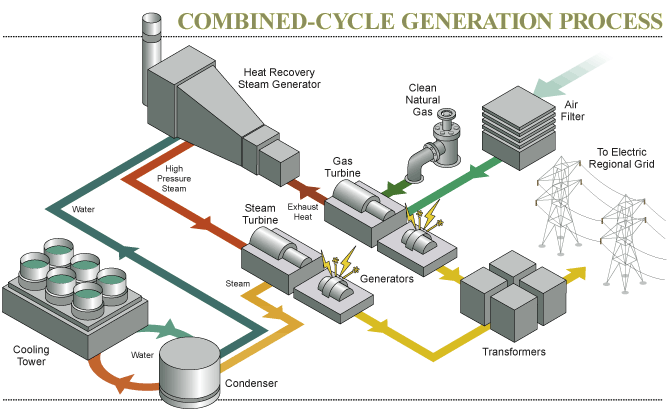 COMBINED-CYCLE GENERATION PROCESS
Heat Recovery
Steam Generator
Clean
Natural
Gas
Air
Filter
To Electric
Regional Grid
Gas
Turbine
High
Pressure
Steam
Exhaust
Heat
Steam
Turbine
Water
Generators
Steam
Transformers
Cooling
Tower
Water
Condenser